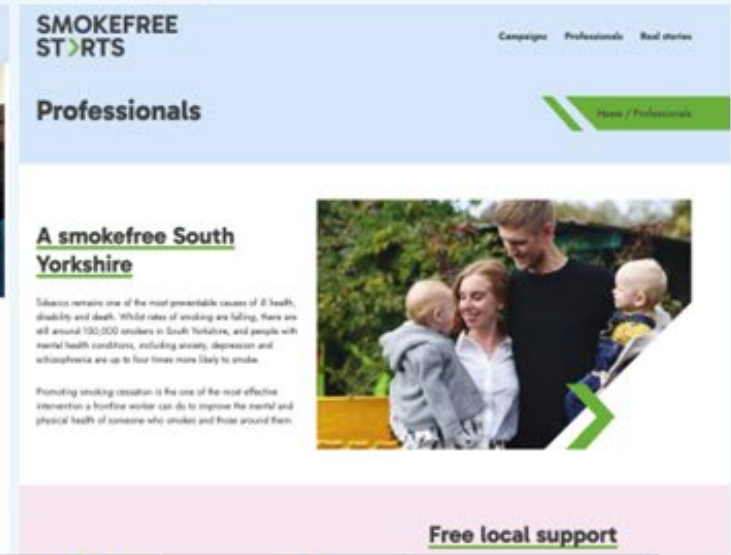 SMOKEFREE
ST>RTS
Campaigns Professionals Real stories
Professionals
Home / Professionals
A smokefree South
Yorkshire
Tobacco remains one of the most preventable causes of ill health,
disability and death. Whilst rates of smoking are falling, there are
still around 150,000 smokers in South Yorkshire, and people with
mental health conditions, including anxiety, depression and
schizophrenia are up to four times more likely to smoke.
Promoting smoking cessation is the one of the most effective
intervention a frontline worker can do to improve the mental and
physical health of someone who smokes and those around them.
Free local support